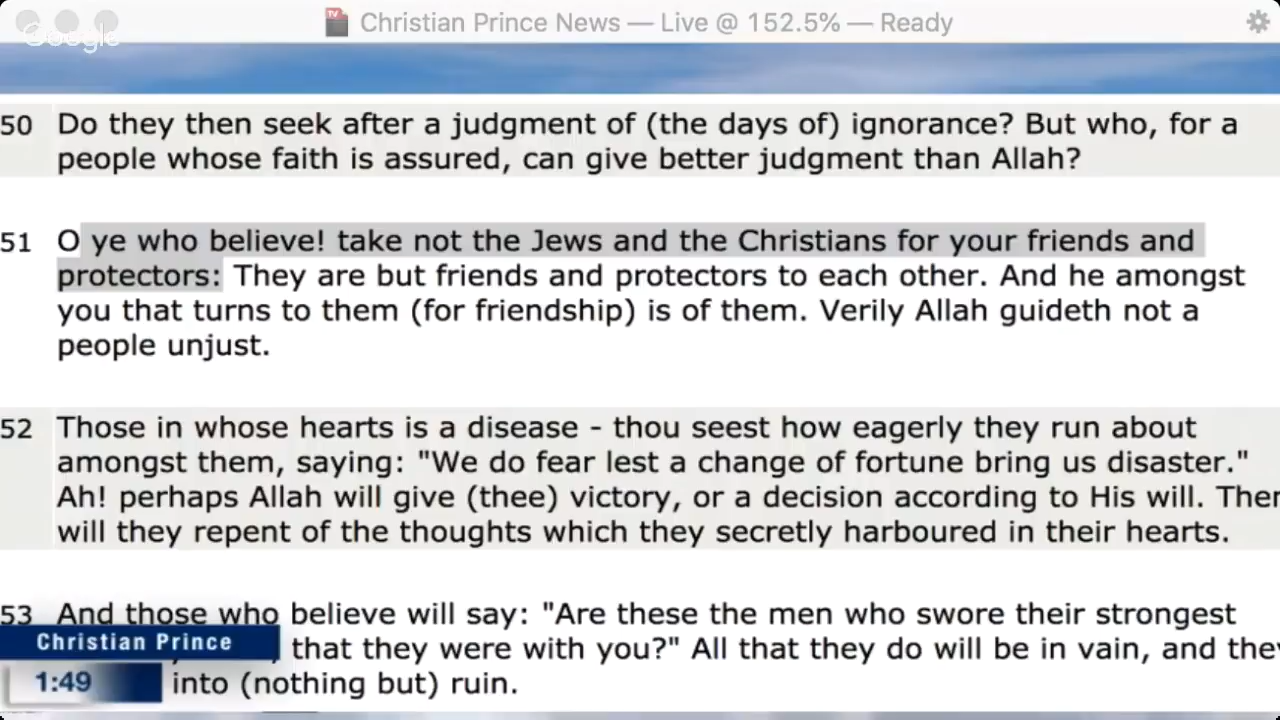 Google
TV
Christian Prince News — Live @ 152.5% — Ready
50 Do they then seek after a judgment of (the days of) ignorance? But who, for a
people whose faith is assured, can give better judgment than Allah?
51 O ye who believe! take not the Jews and the Christians for your friends and
protectors: They are but friends and protectors to each other. And he amongst
you that turns to them (for friendship) is of them. Verily Allah guideth not a
people unjust.
52 Those in whose hearts is a disease - thou seest how eagerly they run about
amongst them, saying: "We do fear lest a change of fortune bring us disaster."
Ah! perhaps Allah will give (thee) victory, or a decision according to His will. Then
will they repent of the thoughts which they secretly harboured in their hearts.
53 And those who believe will say: "Are these the men who swore their strongest
that they were with you?" All that they do will be in vain, and they
into (nothing but) ruin.
Christian Prince
1:49